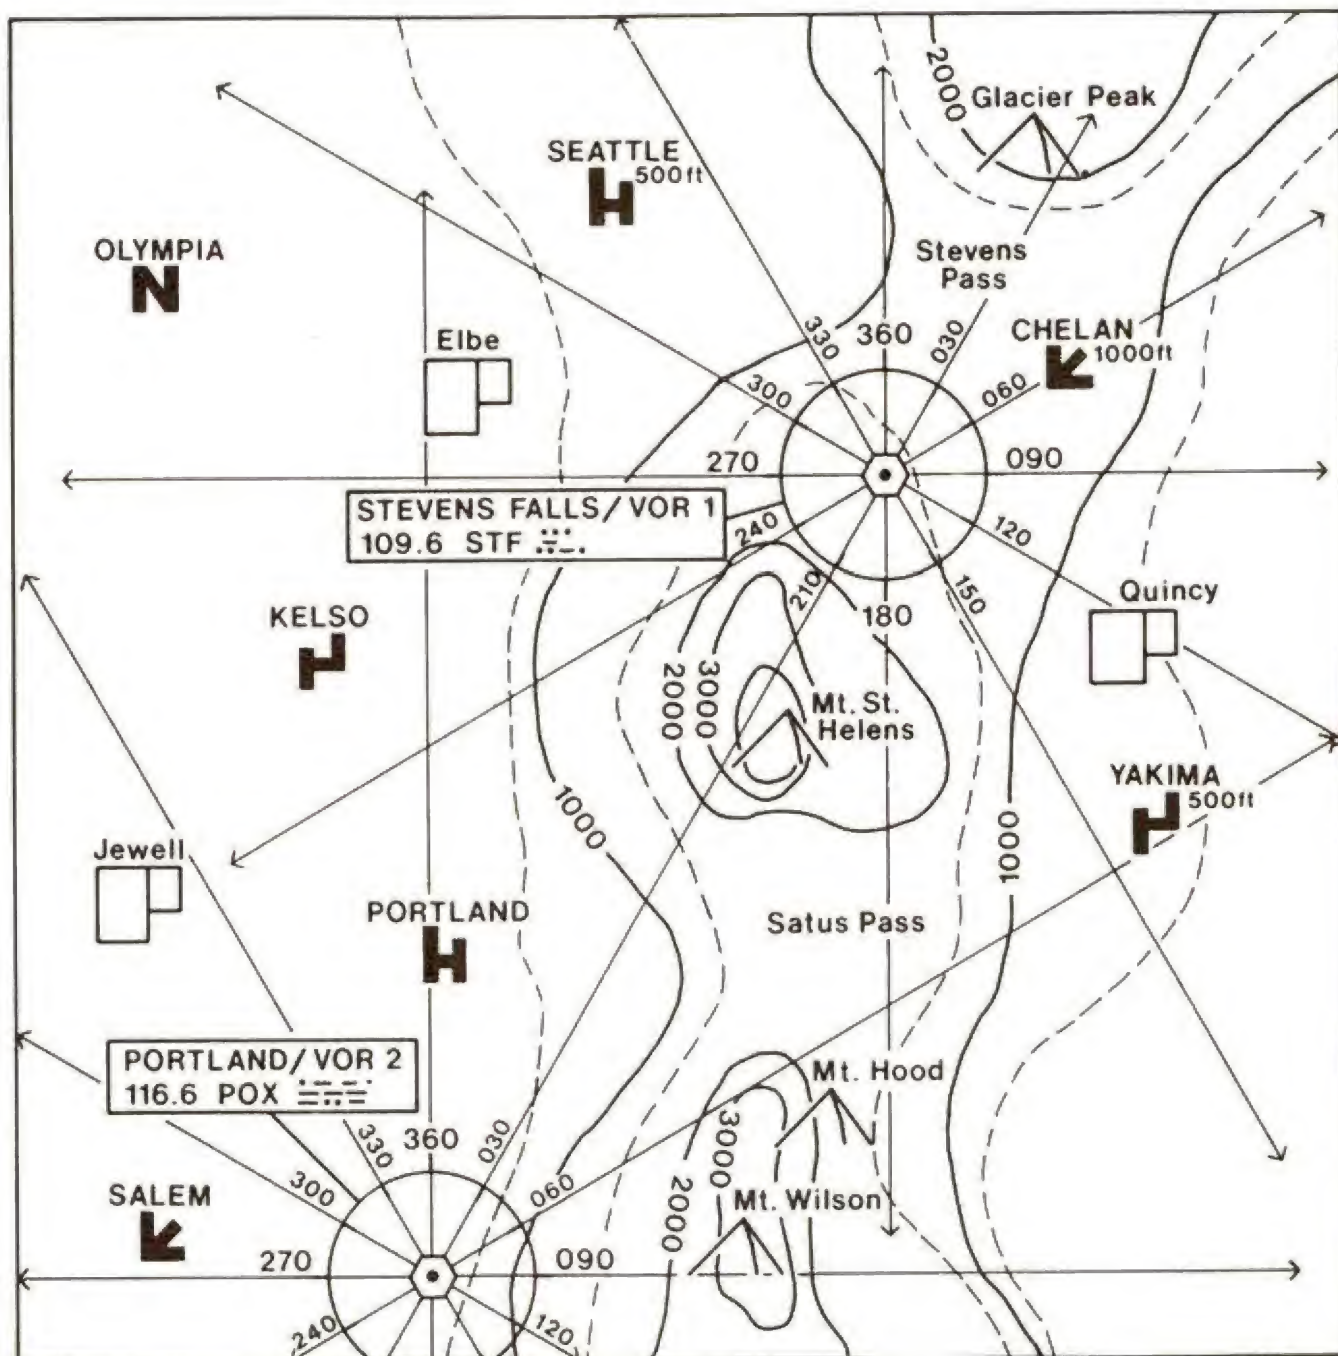 2000
Glacier Peak
SEATTLE
500ft
OLYMPIA
Stevens
Pass
Elbe
330
360
030
CHELAN
1000ft
300
060
270
090
STEVENS FALLS/VOR 1
109.6 STF
240
120
210
150
180
Quincy
KELSO
2000
3000
Mt. St.
Helens
YAKIMA
500ft
1000
1000
Jewell
PORTLAND
Satus Pass
PORTLAND/VOR 2
116.6 POX
Mt. Hood
330
360
030
3000
300
060
2000
SALEM
Mt. Wilson
270
090
240
120